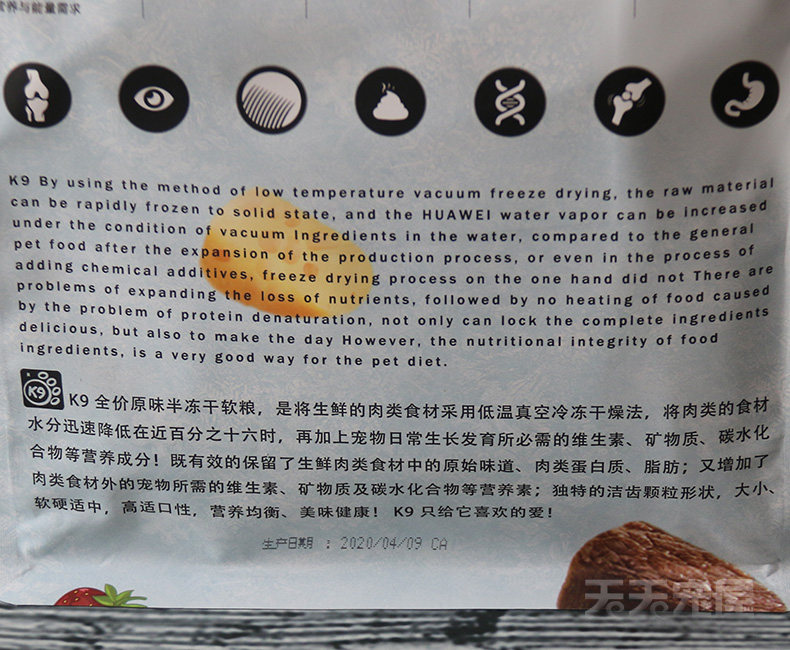 营养与能量需求
K9 By using the method of low temperature vacuum freeze drying, the raw material
can be rapidly frozen to solid state, and the HUAWEI water vapor can be increased
under the condition of vacuum Ingredients in the water, compared to the general
pet food after the expansion of the production process, or even in the process of
adding chemical additives, freeze drying process on the one hand did not There are
problems of expanding the loss of nutrients, followed by no heating of food caused
by the problem of protein denaturation, not only can lock the complete ingredients
delicious, but also to make the day However, the nutritional integrity of food
ingredients, is a very good way for the pet diet.
K9 K9 全价原味半冻干软粮，是将生鲜的肉类食材采用低温真空冷冻干燥法，将肉类的食材
水分迅速降低在近百分之十六时，再加上宠物日常生长发育所必需的维生素、矿物质、碳水化
合物等营养成分！既有效的保留了生鲜肉类食材中的原始味道、肉类蛋白质、脂肪；又增加了
肉类食材外的宠物所需的维生素、矿物质及碳水化合物等营养素；独特的洁齿颗粒形状，大小、
软硬适中，高适口性，营养均衡、美味健康！K9 只给它喜欢的爱！
生产日期 : 2020/04/09 CA